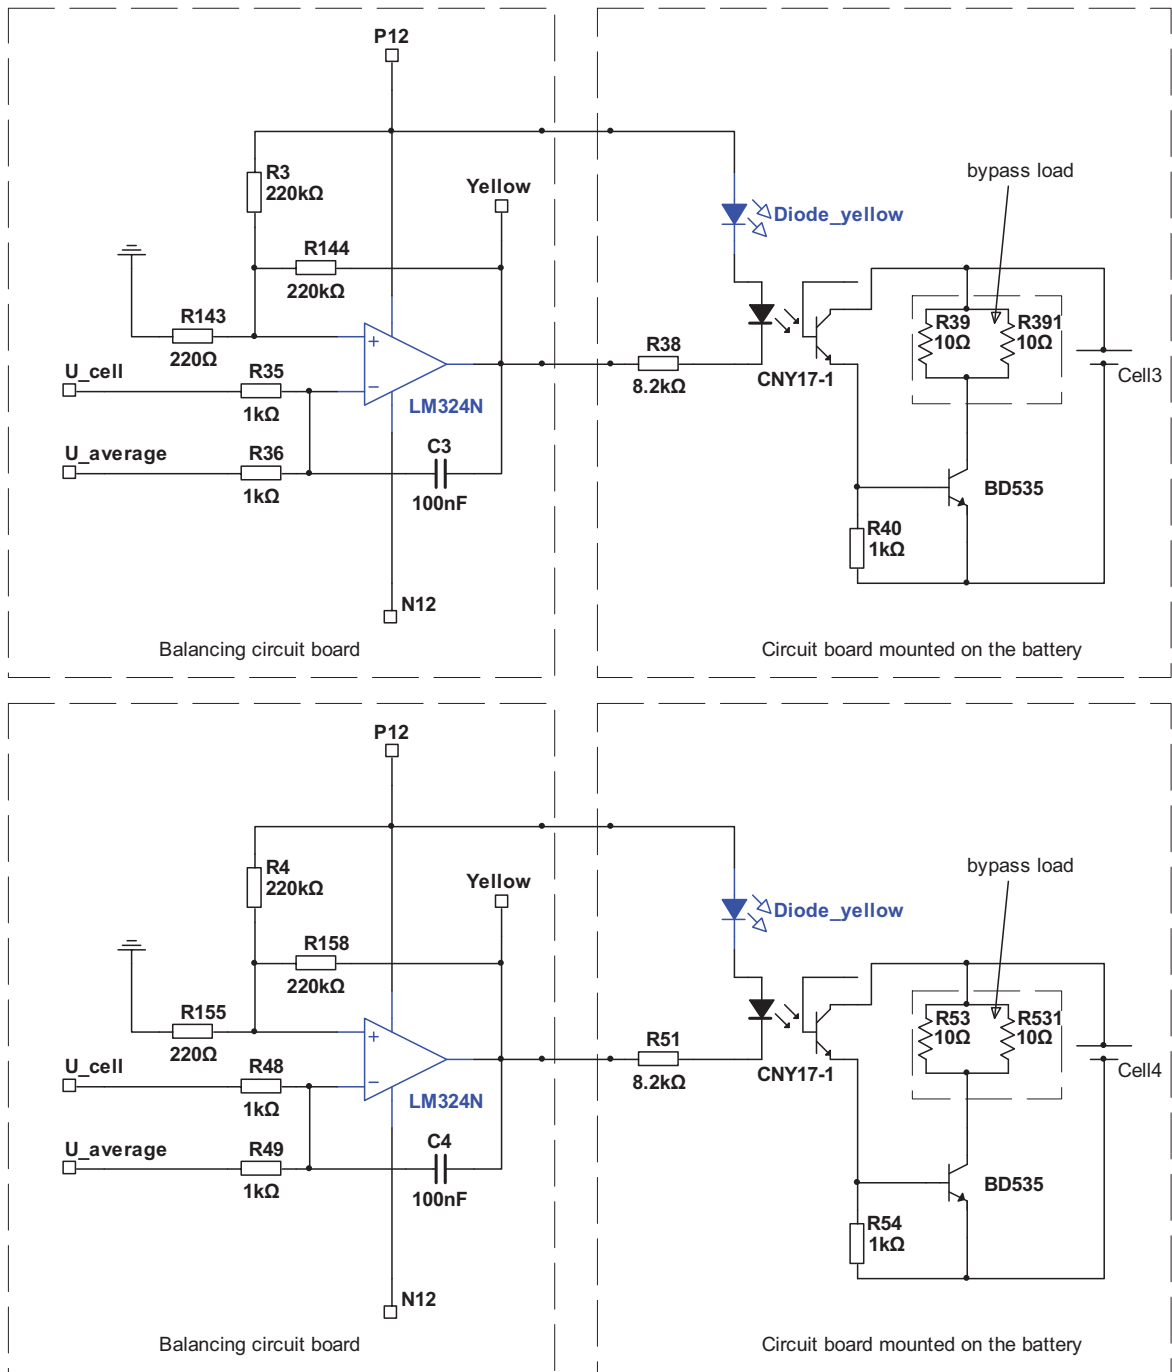 P12
R3
220kΩ
Yellow
bypass load
Diode_yellow
R144
220kΩ
R143
220Ω
+
R39
10Ω
R391
10Ω
U_cell
R35
1kΩ
−
LM324N
R38
8.2kΩ
CNY17-1
Cell3
U_average
R36
1kΩ
C3
100nF
BD535
R40
1kΩ
N12
Balancing circuit board
Circuit board mounted on the battery
P12
R4
220kΩ
Yellow
bypass load
Diode_yellow
R158
220kΩ
R155
220Ω
+
R53
10Ω
R531
10Ω
U_cell
R48
1kΩ
−
LM324N
R51
8.2kΩ
CNY17-1
Cell4
U_average
R49
1kΩ
C4
100nF
BD535
R54
1kΩ
N12
Balancing circuit board
Circuit board mounted on the battery